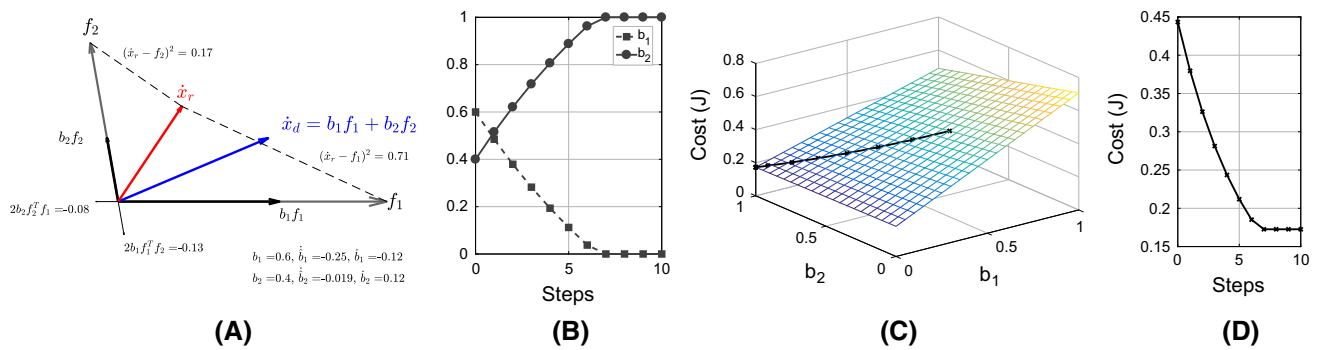 f₂
(ẋᵣ − f₂)² = 0.17
ẋᵣ
ẋ_d = b₁f₁ + b₂f₂
b₂f₂
(ẋᵣ − f₁)² = 0.71
f₁
b₁f₁
2b₂f₂ᵀf₁ =-0.08
2b₁f₁ᵀf₂ =-0.13
b₁ =0.6, ḃ̂₁ =-0.25, ḃ₁ =-0.12
b₂ =0.4, ḃ̂₂ =-0.019, ḃ₂ =0.12
(A)
1
0.8
0.6
0.4
0.2
0
0 5 10
Steps
b₁
b₂
(B)
Cost (J)
0.8
0.6
0.4
0.2
0
1
0.5
0
b₂
0
0.5
1
b₁
(C)
Cost (J)
0.45
0.4
0.35
0.3
0.25
0.2
0.15
0 5 10
Steps
(D)